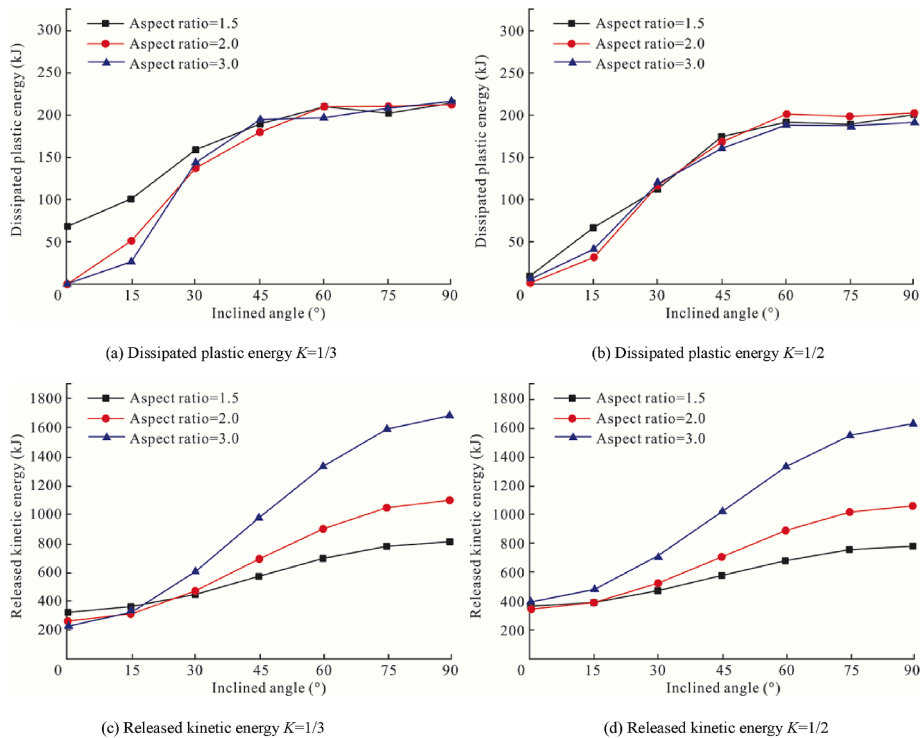 Aspect ratio=1.5
Aspect ratio=2.0
Aspect ratio=3.0
Dissipated plastic energy (kJ)
300
250
200
150
100
50
0
15
30
45
60
75
90
Inclined angle (°)
(a) Dissipated plastic energy K=1/3
Aspect ratio=1.5
Aspect ratio=2.0
Aspect ratio=3.0
Dissipated plastic energy (kJ)
300
250
200
150
100
50
0
15
30
45
60
75
90
Inclined angle (°)
(b) Dissipated plastic energy K=1/2
Aspect ratio=1.5
Aspect ratio=2.0
Aspect ratio=3.0
Released kinetic energy (kJ)
1800
1600
1400
1200
1000
800
600
400
200
0
15
30
45
60
75
90
Inclined angle (°)
(c) Released kinetic energy K=1/3
Aspect ratio=1.5
Aspect ratio=2.0
Aspect ratio=3.0
Released kinetic energy (kJ)
1800
1600
1400
1200
1000
800
600
400
200
0
15
30
45
60
75
90
Inclined angle (°)
(d) Released kinetic energy K=1/2